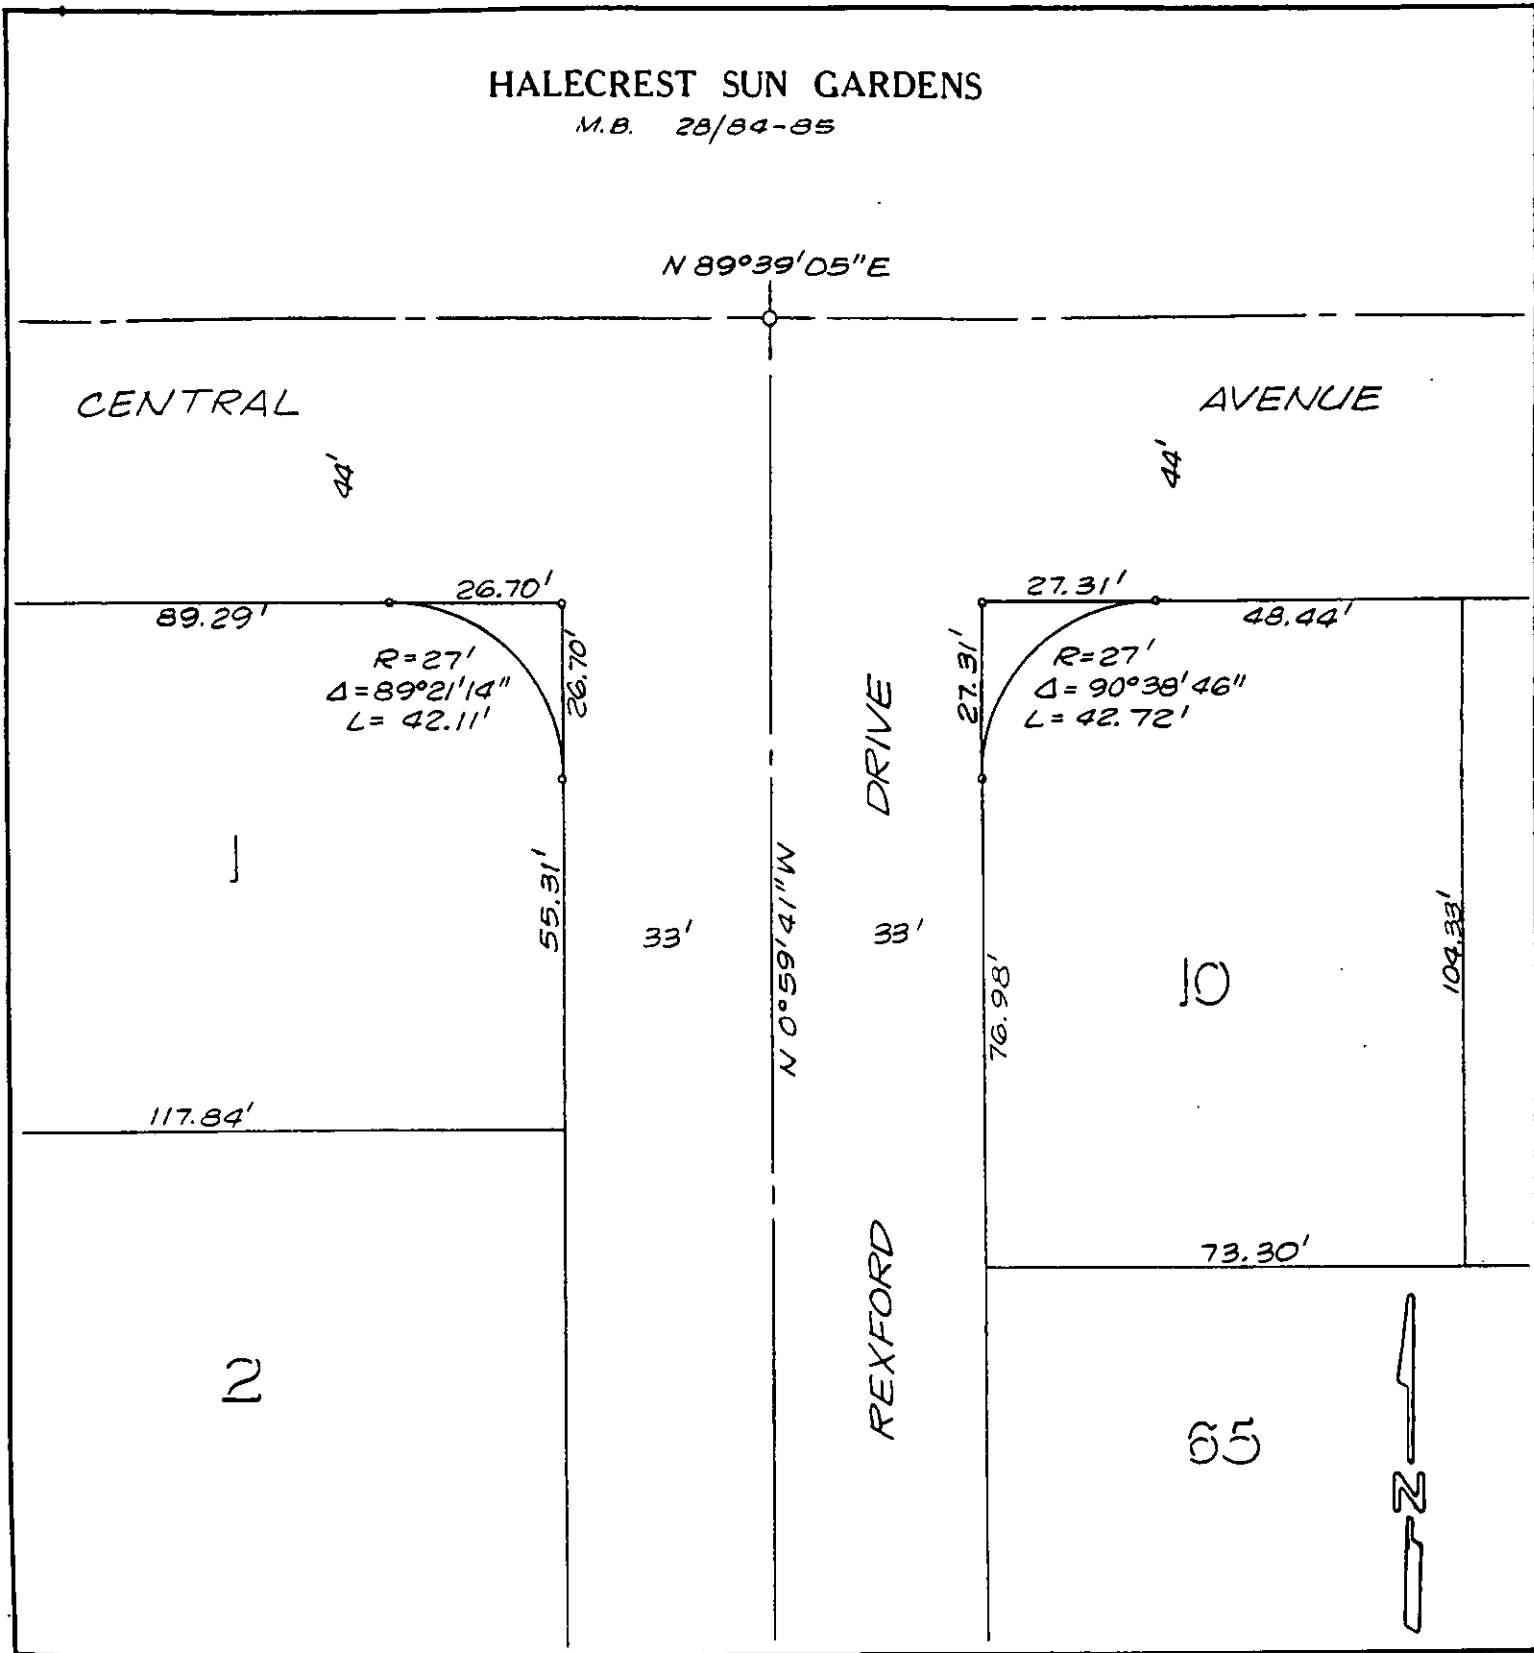 HALECREST SUN GARDENS
M.B. 28/84-85
N 89°39'05"E
CENTRAL
AVENUE
44'
44'
26.70'
89.29'
26.70'
R=27'
Δ=89°21'14"
L= 42.11'
27.31'
48.44'
27.31'
R=27'
Δ= 90°38'46"
L= 42.72'
DRIVE
1
55.31'
33'
N 0°59'41"W
33'
76.98'
10
104.33'
117.84'
73.30'
REXFORD
2
65
N